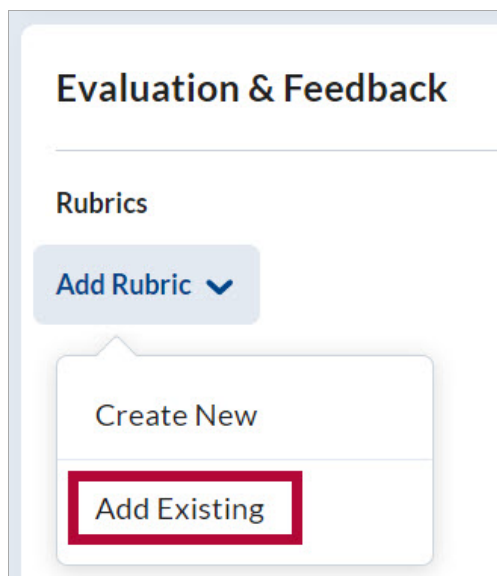 Evaluation & Feedback
Rubrics
Add Rubric
Create New
Add Existing